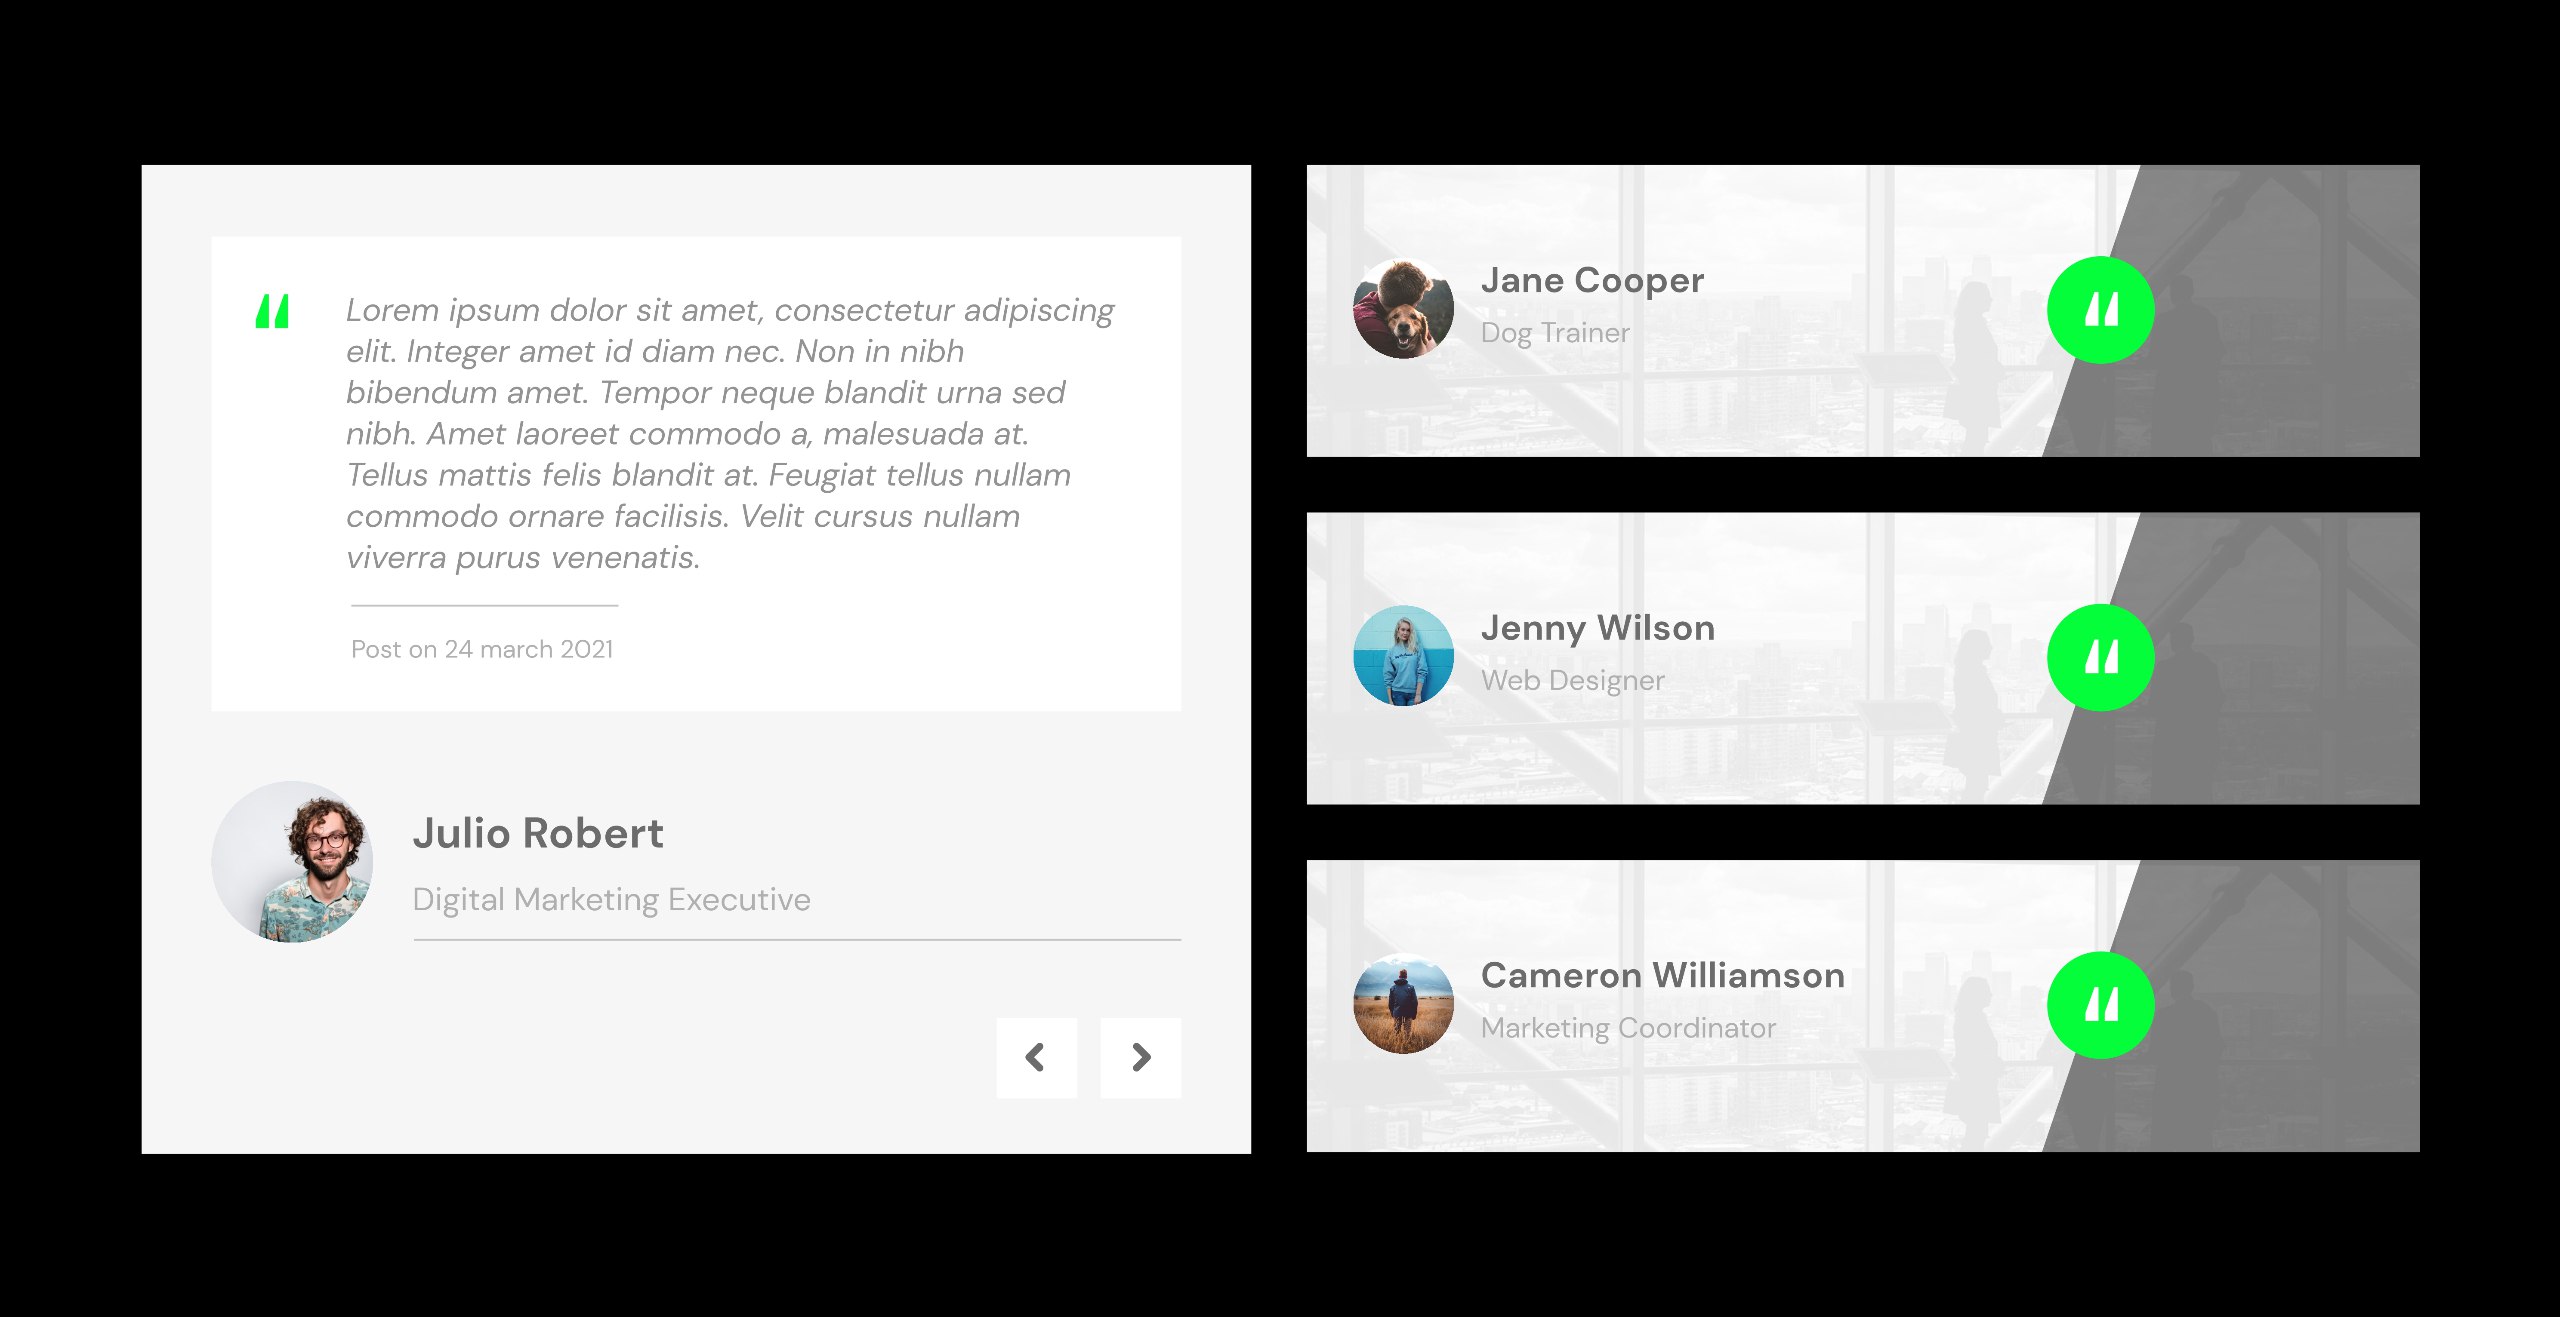 “
Lorem ipsum dolor sit amet, consectetur adipiscing
elit. Integer amet id diam nec. Non in nibh
bibendum amet. Tempor neque blandit urna sed
nibh. Amet laoreet commodo a, malesuada at.
Tellus mattis felis blandit at. Feugiat tellus nullam
commodo ornare facilisis. Velit cursus nullam
viverra purus venenatis.
Post on 24 march 2021
Julio Robert
Digital Marketing Executive
Jane Cooper
Dog Trainer
“
Jenny Wilson
Web Designer
“
Cameron Williamson
Marketing Coordinator
“